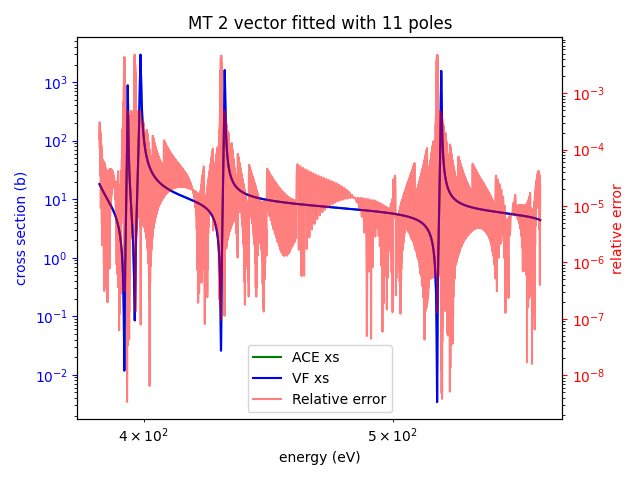 MT 2 vector fitted with 11 poles
cross section (b)
10³
10²
10¹
10⁰
10⁻¹
10⁻²
10⁻³
10⁻⁴
10⁻⁵
10⁻⁶
10⁻⁷
10⁻⁸
relative error
ACE xs
VF xs
Relative error
4 × 10²
5 × 10²
energy (eV)